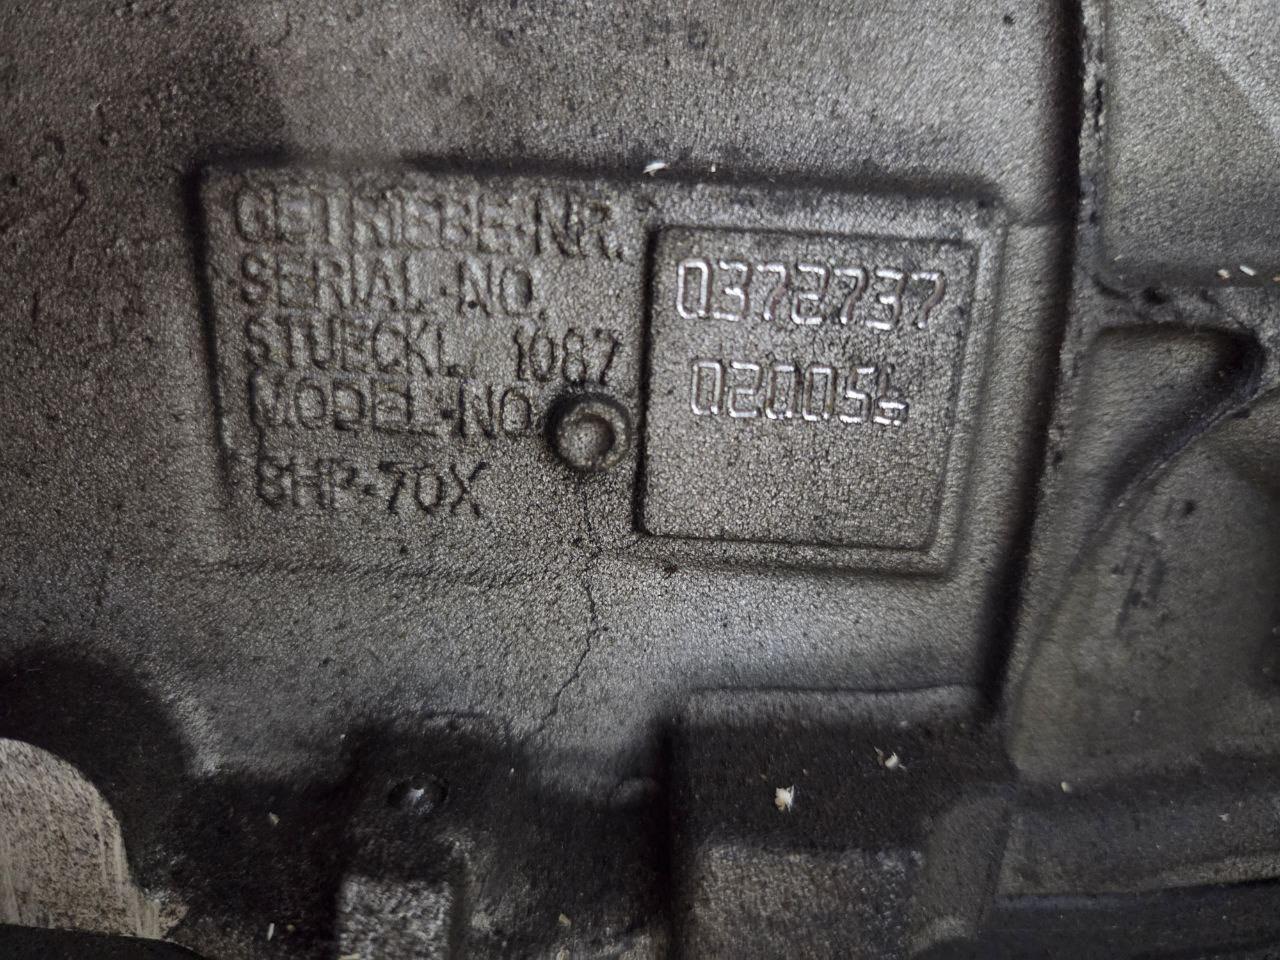 GETRIEBE-NR.
SERIAL-NO. 0372737
STUECKL. 1087
MODEL-NO. 020056
8HP-70X